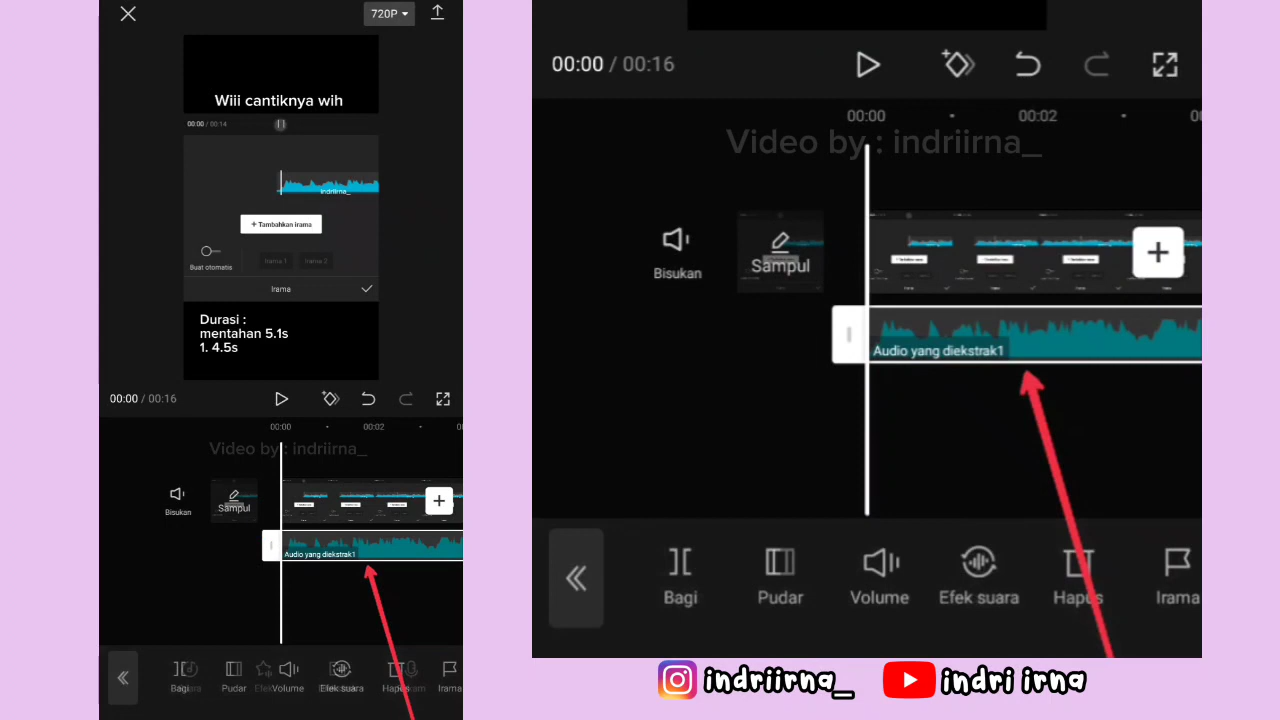 720P
Wiii cantiknya wih
00:00 / 00:14
indriirna_
+ Tambahkan irama
Buat otomatis
Irama 1
Irama 2
Irama
Durasi :
mentahan 5.1s
1. 4.5s
00:00 / 00:16
00:00
00:02
Video by : indriirna_
Bisukan
Sampul
Audio yang diekstrak1
Bagi
Pudar
Volume
Efek suara
Hapus
Irama
00:00 / 00:16
00:00
00:02
Video by : indriirna_
Bisukan
Sampul
Audio yang diekstrak1
Bagi
Pudar
Volume
Efek suara
Hapus
Irama
indriirna_
indri irna